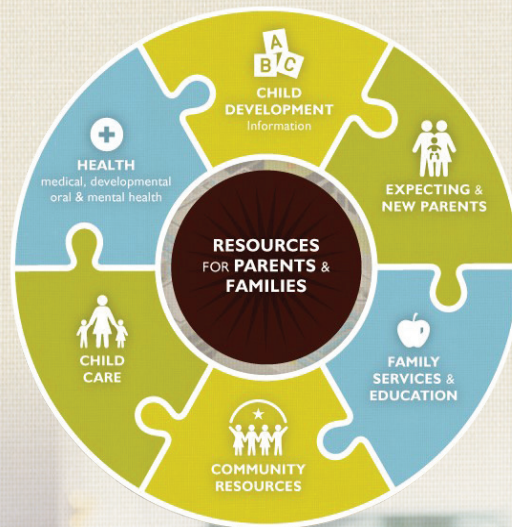 A
B C
CHILD
DEVELOPMENT
Information
EXPECTING &
NEW PARENTS
FAMILY
SERVICES &
EDUCATION
COMMUNITY
RESOURCES
CHILD
CARE
HEALTH
medical, developmental
oral & mental health
RESOURCES
FOR PARENTS &
FAMILIES